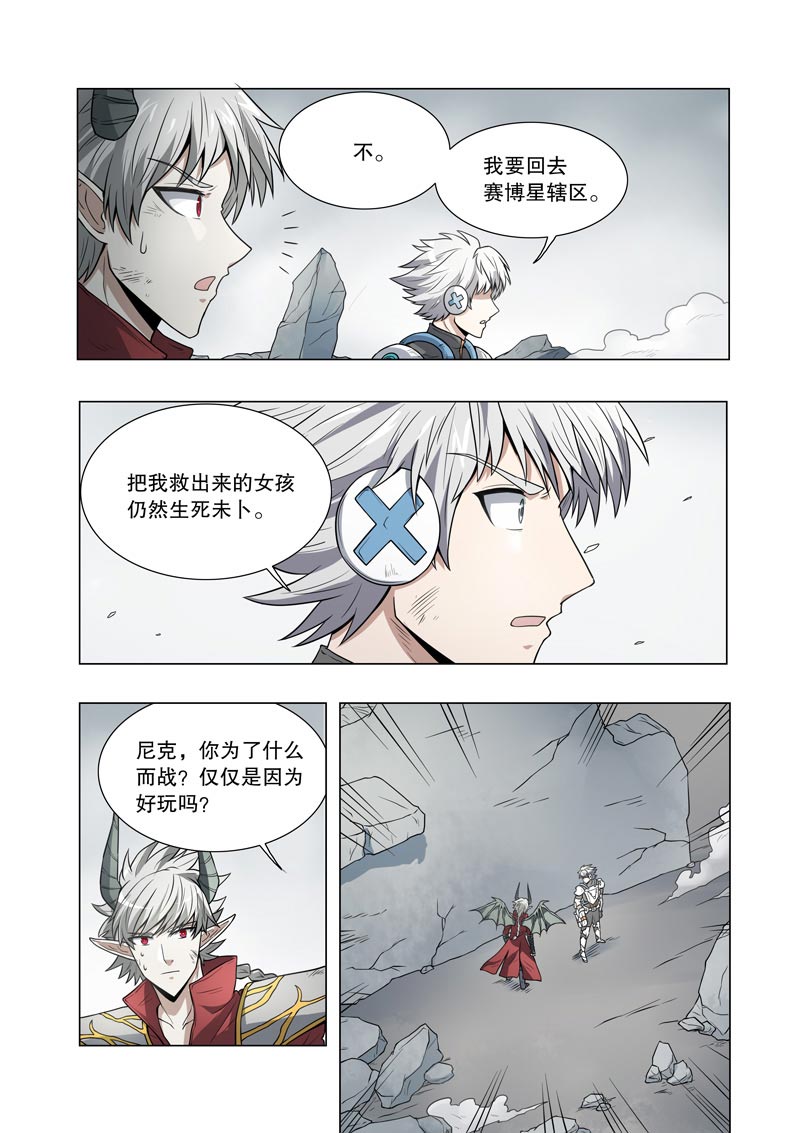 不。
我要回去
赛博星辖区。
把我救出来的女孩
仍然生死未卜。
尼克，你为了什么
而战？仅仅是因为
好玩吗？